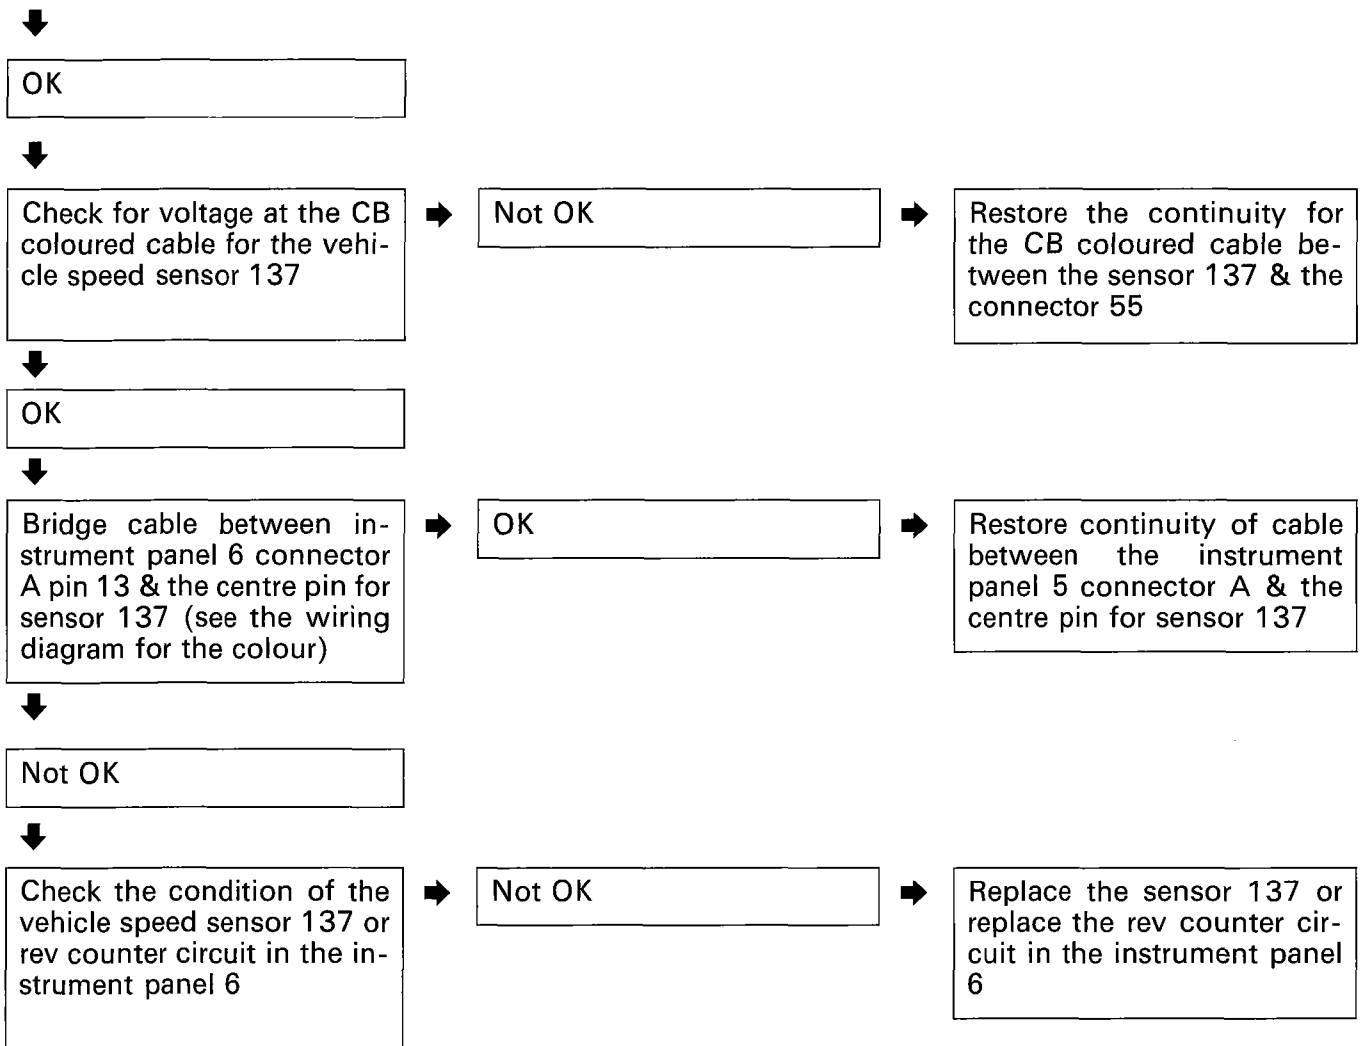 OK
Check for voltage at the CB
coloured cable for the vehi-
cle speed sensor 137
Not OK
Restore the continuity for
the CB coloured cable be-
tween the sensor 137 & the
connector 55
OK
Bridge cable between in-
strument panel 6 connector
A pin 13 & the centre pin for
sensor 137 (see the wiring
diagram for the colour)
OK
Restore continuity of cable
between the instrument
panel 5 connector A & the
centre pin for sensor 137
Not OK
Check the condition of the
vehicle speed sensor 137 or
rev counter circuit in the in-
strument panel 6
Not OK
Replace the sensor 137 or
replace the rev counter cir-
cuit in the instrument panel
6